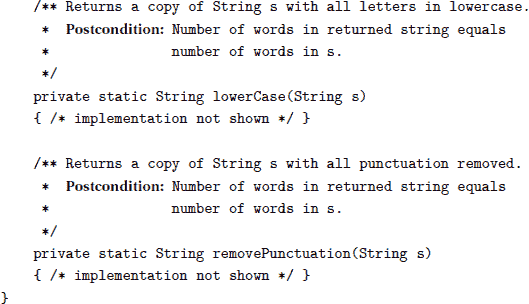 /** Returns a copy of String s with all letters in lowercase.
* Postcondition: Number of words in returned string equals
* number of words in s.
*/
private static String lowerCase(String s)
{ /* implementation not shown */ }
/** Returns a copy of String s with all punctuation removed.
* Postcondition: Number of words in returned string equals
* number of words in s.
*/
private static String removePunctuation(String s)
{ /* implementation not shown */ }
}